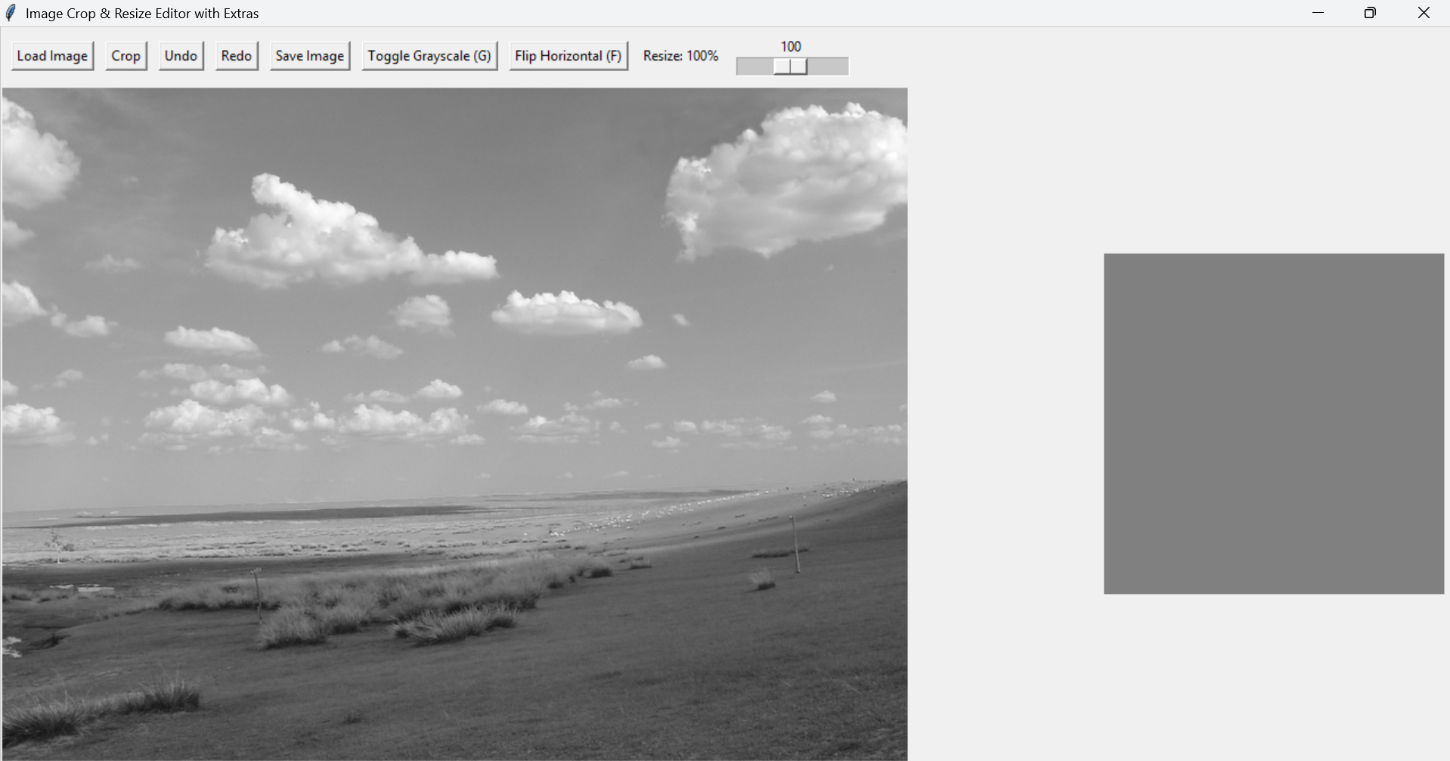 Image Crop & Resize Editor with Extras
Load Image Crop Undo Redo Save Image Toggle Grayscale (G) Flip Horizontal (F) Resize: 100% 100